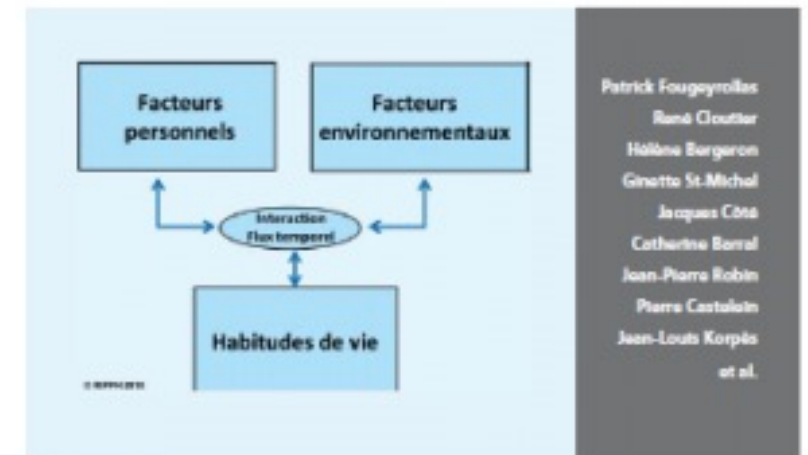 Facteurs
personnels
Facteurs
environnementaux
Interaction
Flux temporel
Habitudes de vie
Patrick Fougeyrollas
René Cloutier
Hélène Bergeron
Ginette St-Michel
Jacques Côté
Catherine Barral
Jean-Pierre Robin
Pierre Castelein
Jean-Louis Korpès
et al.